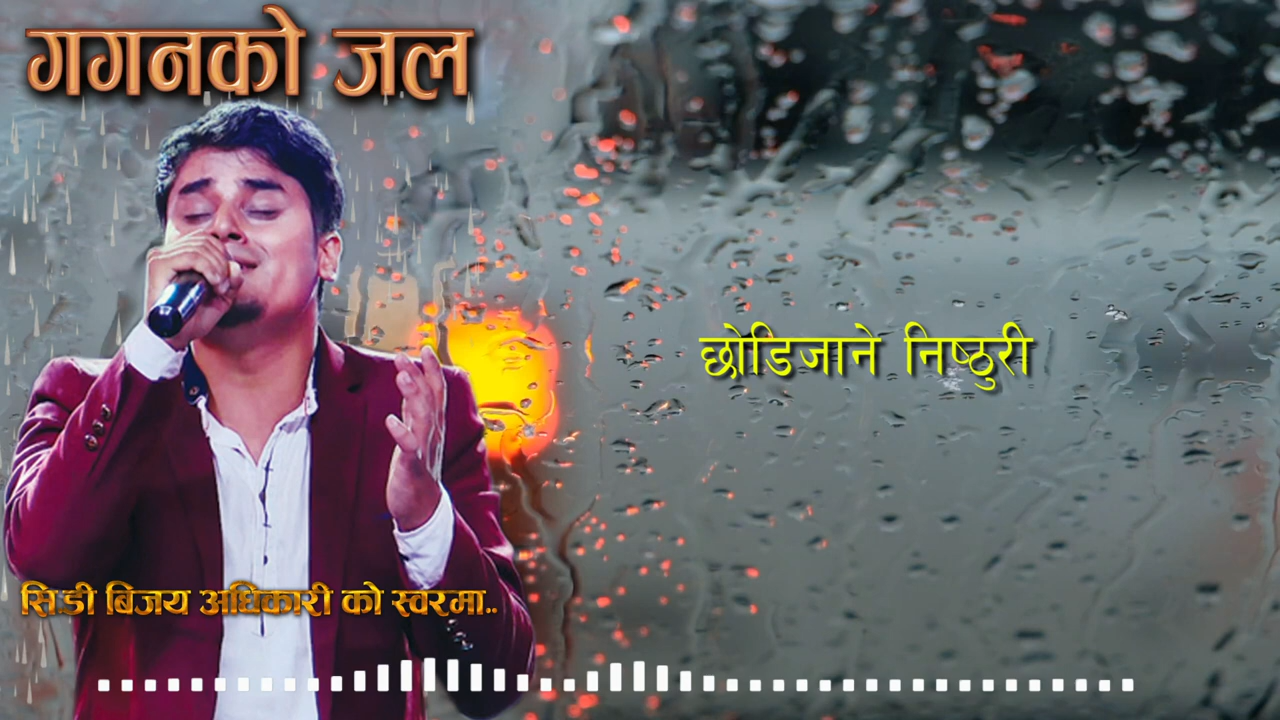 गगनको जल
छोडिजाने निष्ठुरी
सि.डी बिजय अधिकारी को स्वरमा..